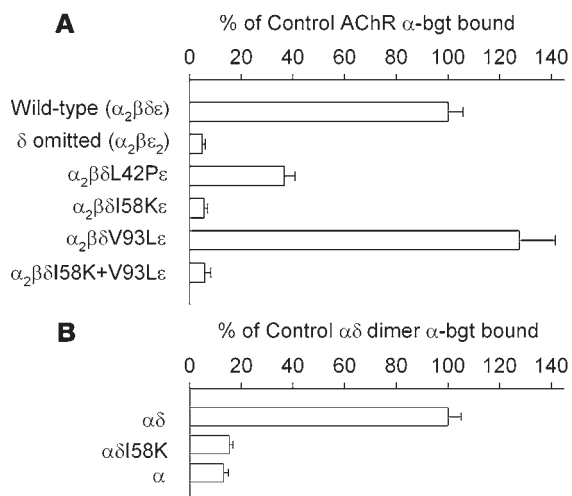 A
% of Control AChR α-bgt bound
0 20 40 60 80 100 120 140
Wild-type (α₂βδε)
δ omitted (α₂βε₂)
α₂βδL42Pε
α₂βδI58Kε
α₂βδV93Lε
α₂βδI58K+V93Lε
B
% of Control αδ dimer α-bgt bound
0 20 40 60 80 100 120 140
αδ
αδI58K
α